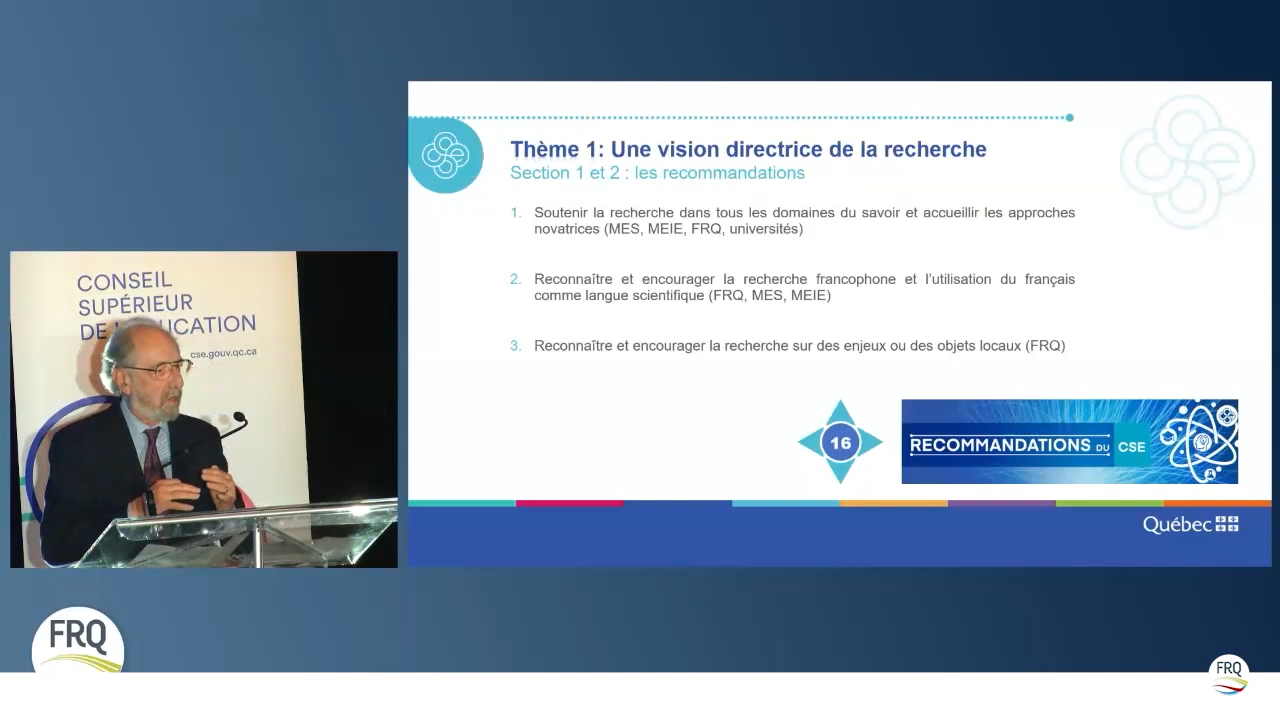 Thème 1: Une vision directrice de la recherche
Section 1 et 2 : les recommandations
1. Soutenir la recherche dans tous les domaines du savoir et accueillir les approches
novatrices (MES, MEIE, FRQ, universités)
2. Reconnaître et encourager la recherche francophone et l’utilisation du français
comme langue scientifique (FRQ, MES, MEIE)
3. Reconnaître et encourager la recherche sur des enjeux ou des objets locaux (FRQ)
16
RECOMMANDATIONS DU CSE
Québec
CONSEIL
SUPÉRIEUR
DE L'ÉDUCATION
cse.gouv.qc.ca
FRQ
FRQ